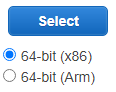 Select
64-bit (x86)
64-bit (Arm)